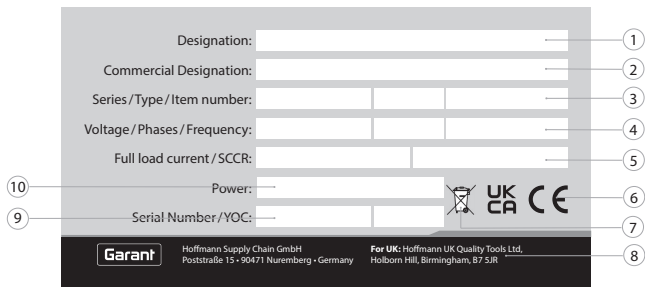 Designation:
1
Commercial Designation:
2
Series/Type/Item number:
3
Voltage/Phases/Frequency:
4
Full load current/SCCR:
5
10
Power:
UK
CA
CE
6
9
Serial Number/YOC:
7
Garant
Hoffmann Supply Chain GmbH
Poststraße 15 • 90471 Nuremberg • Germany
For UK: Hoffmann UK Quality Tools Ltd,
Holborn Hill, Birmingham, B7 5JR
8